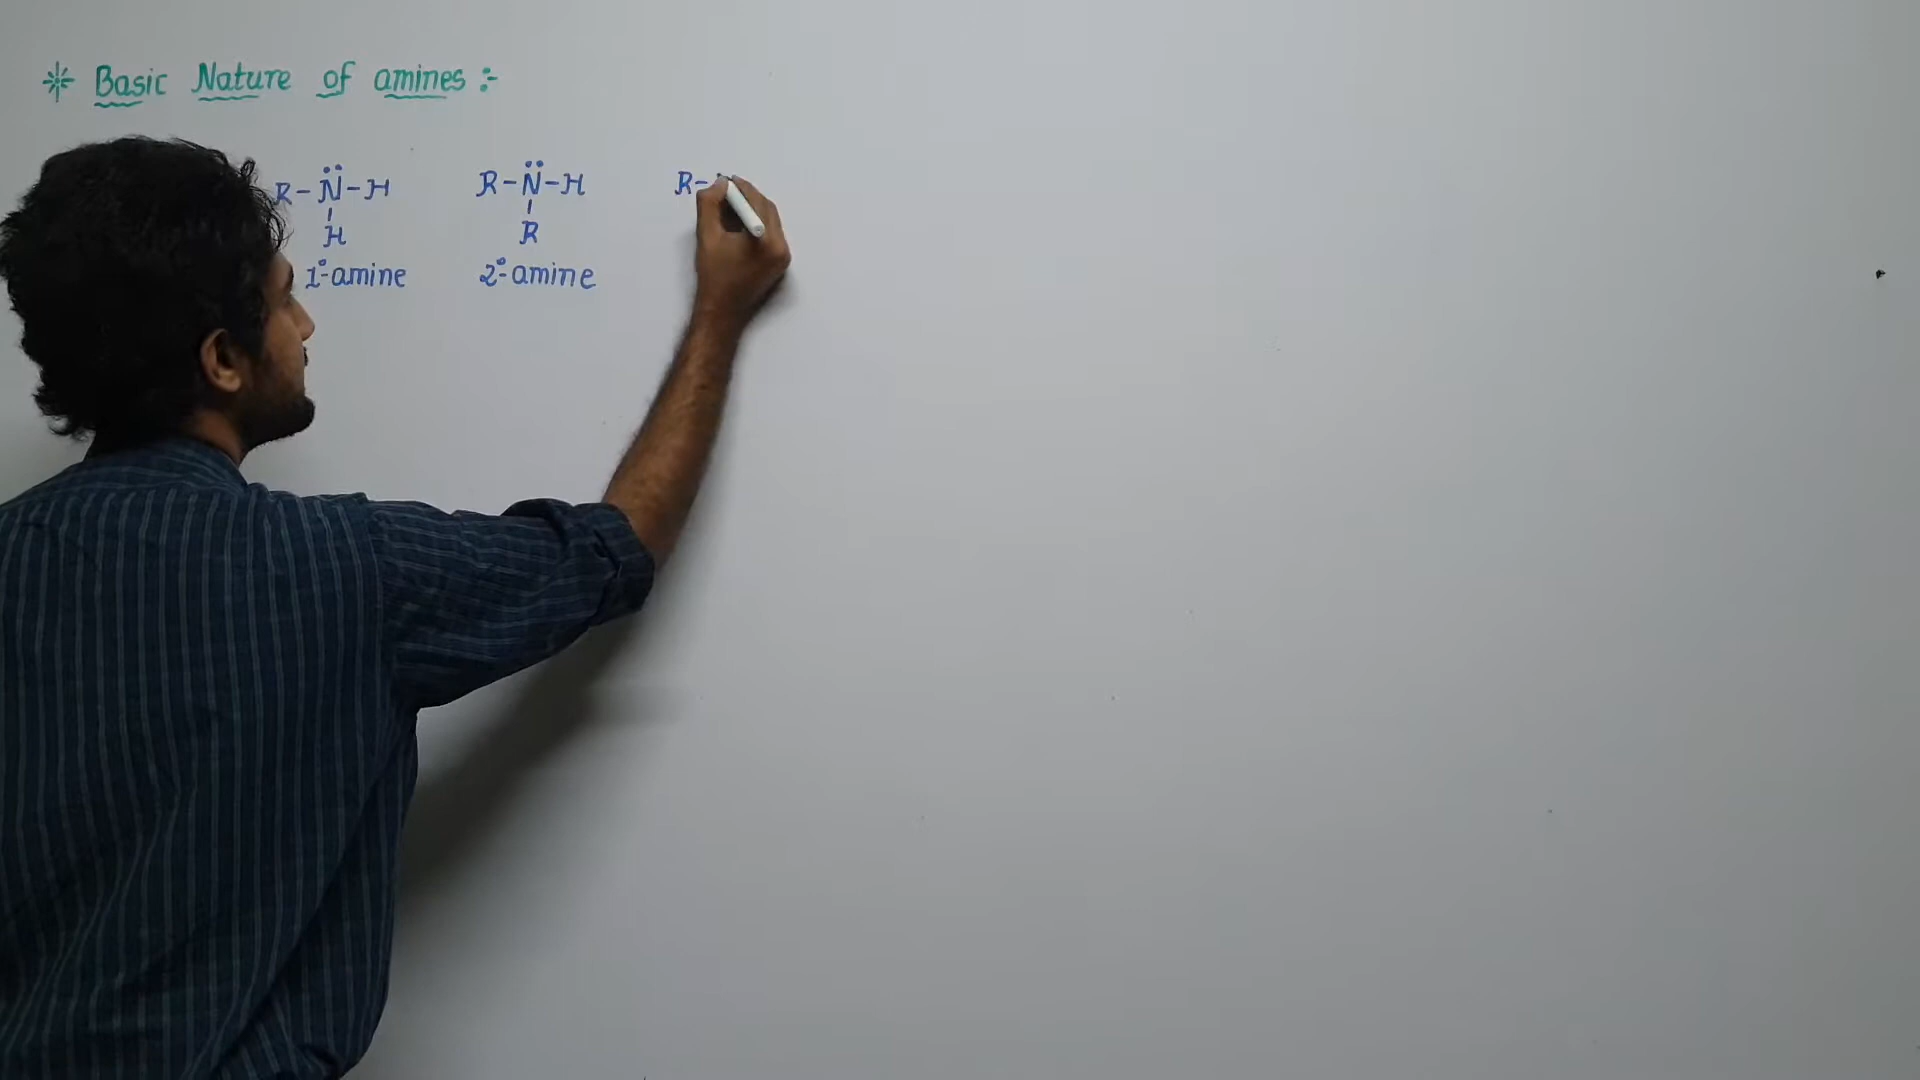 * Basic Nature of amines :-
R-N̈-H R-N̈-H R-
H R
1°-amine 2°-amine